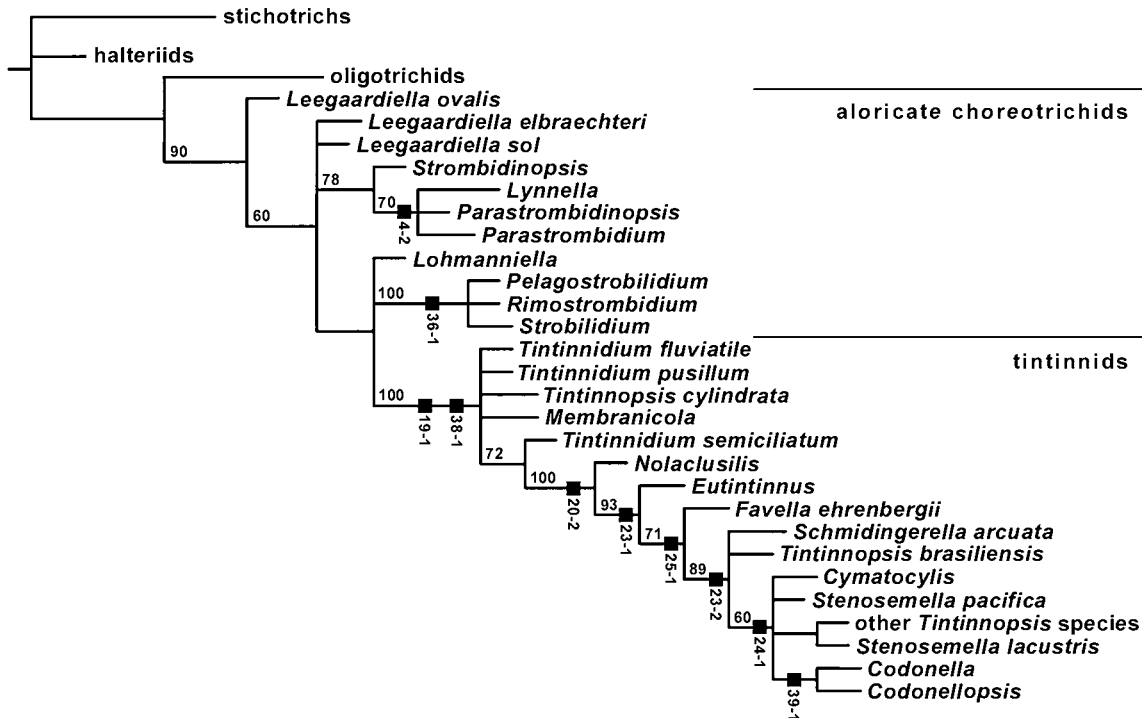 stichotrichs
halteriids
oligotrichids
Leegaardiella ovalis
aloricate choreotrichids
Leegaardiella elbraechteri
Leegaardiella sol
90
Strombidinopsis
78
Lynnella
70
4-2
Parastrombidinopsis
60
Parastrombidium
Lohmanniella
Pelagostrobilidium
100
36-1
Rimostrombidium
Strobilidium
Tintinnidium fluviatile
tintinnids
Tintinnidium pusillum
Tintinnopsis cylindrata
100
19-1
38-1
Membranicola
Tintinnidium semiciliatum
72
Nolaclusilis
100
20-2
Eutintinnus
93
23-1
Favella ehrenbergii
Schmidingerella arcuata
71
25-1
Tintinnopsis brasiliensis
89
23-2
Cymatocylis
Stenosemella pacifica
60
24-1
other Tintinnopsis species
Stenosemella lacustris
Codonella
39-1
Codonellopsis